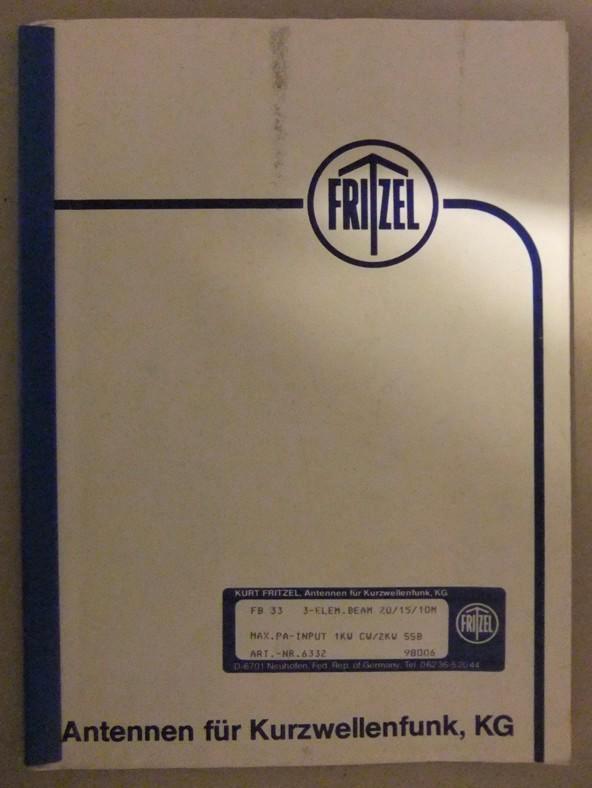 FRITZEL
KURT FRITZEL, Antennen für Kurzwellenfunk, KG
FB 33 3-ELEM.BEAM 20/15/10M
MAX.PA-INPUT 1KW CW/2KW SSB
ART.-NR.6332 98006
FRITZEL
D-6701 Neuhofen, Fed. Rep. of Germany, Tel. 06236-52044
Antennen für Kurzwellenfunk, KG